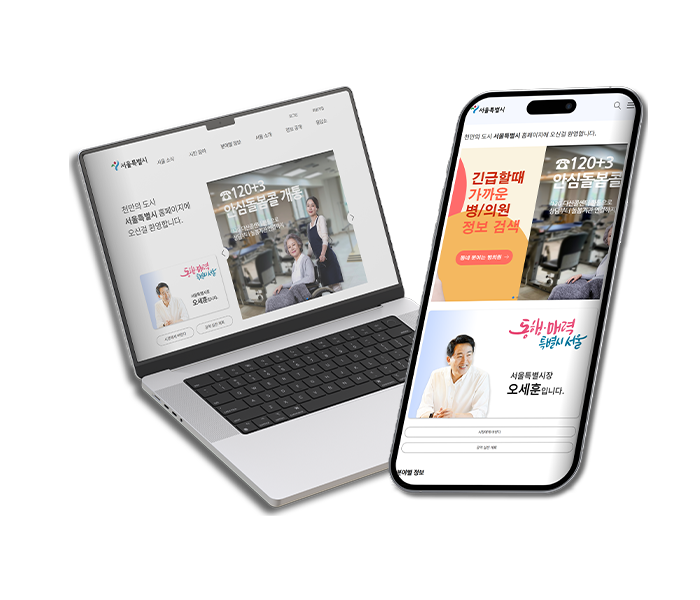 서울특별시
서울 소식
시민 참여
분야별 정보
서울 소개
정보 공개
응답소
천만의 도시
서울특별시 홈페이지에
오신걸 환영합니다.
☎120+3
안심돌봄콜 개통
동행·매력
특별시 서울
서울특별시장
오세훈입니다.
서울특별시
천만의 도시 서울특별시 홈페이지에 오신걸 환영합니다.
긴급할때
가까운
병/의원
정보 검색
☎120+3
안심돌봄콜
동행·매력
특별시 서울
서울특별시장
오세훈입니다.
분야별 정보